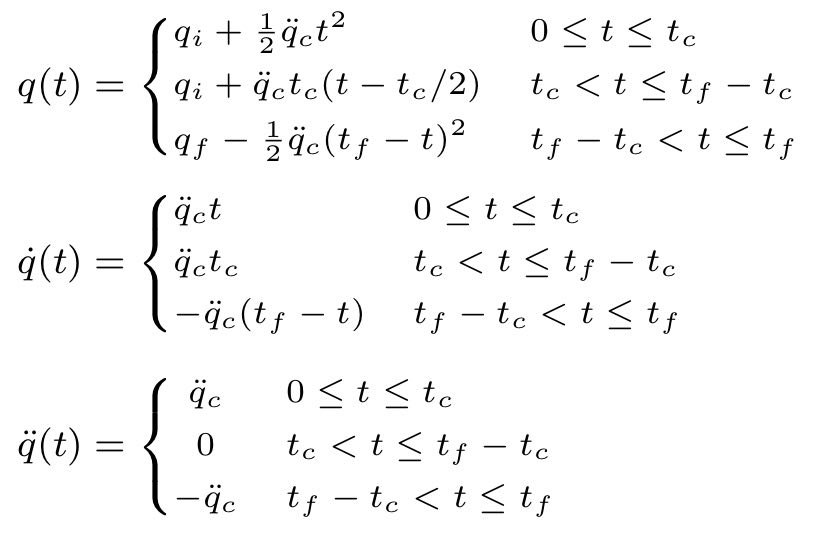 q_i + ½q̈_c t² 0 ≤ t ≤ t_c
q(t) = { q_i + q̈_c t_c(t − t_c/2) t_c < t ≤ t_f − t_c
q_f − ½q̈_c(t_f − t)² t_f − t_c < t ≤ t_f
q̈_c t 0 ≤ t ≤ t_c
q̇(t) = { q̈_c t_c t_c < t ≤ t_f − t_c
−q̈_c(t_f − t) t_f − t_c < t ≤ t_f
q̈_c 0 ≤ t ≤ t_c
q̈(t) = { 0 t_c < t ≤ t_f − t_c
−q̈_c t_f − t_c < t ≤ t_f